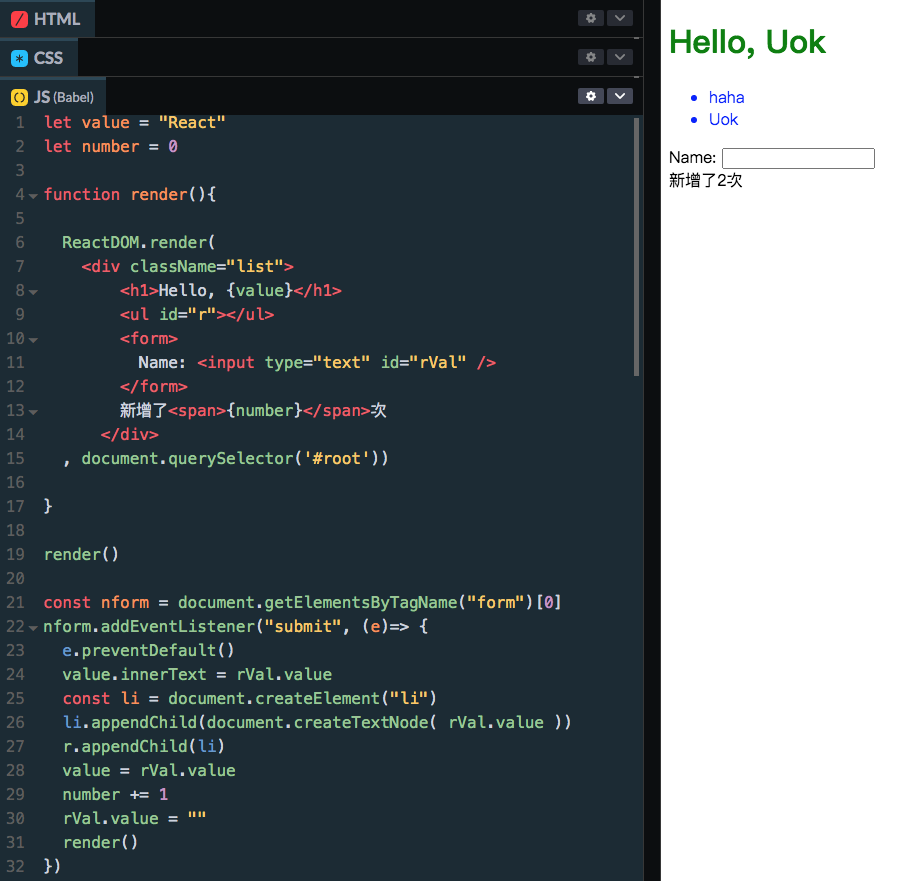 HTML
CSS
JS (Babel)
1 let value = "React"
2 let number = 0
3
4 function render(){
5
6   ReactDOM.render(
7     <div className="list">
8         <h1>Hello, {value}</h1>
9         <ul id="r"></ul>
10         <form>
11           Name: <input type="text" id="rVal" />
12         </form>
13         新增了<span>{number}</span>次
14       </div>
15   , document.querySelector('#root'))
16
17 }
18
19 render()
20
21 const nform = document.getElementsByTagName("form")[0]
22 nform.addEventListener("submit", (e)=> {
23   e.preventDefault()
24   value.innerText = rVal.value
25   const li = document.createElement("li")
26   li.appendChild(document.createTextNode( rVal.value ))
27   r.appendChild(li)
28   value = rVal.value
29   number += 1
30   rVal.value = ""
31   render()
32 })
Hello, Uok
haha
Uok
Name:
新增了2次